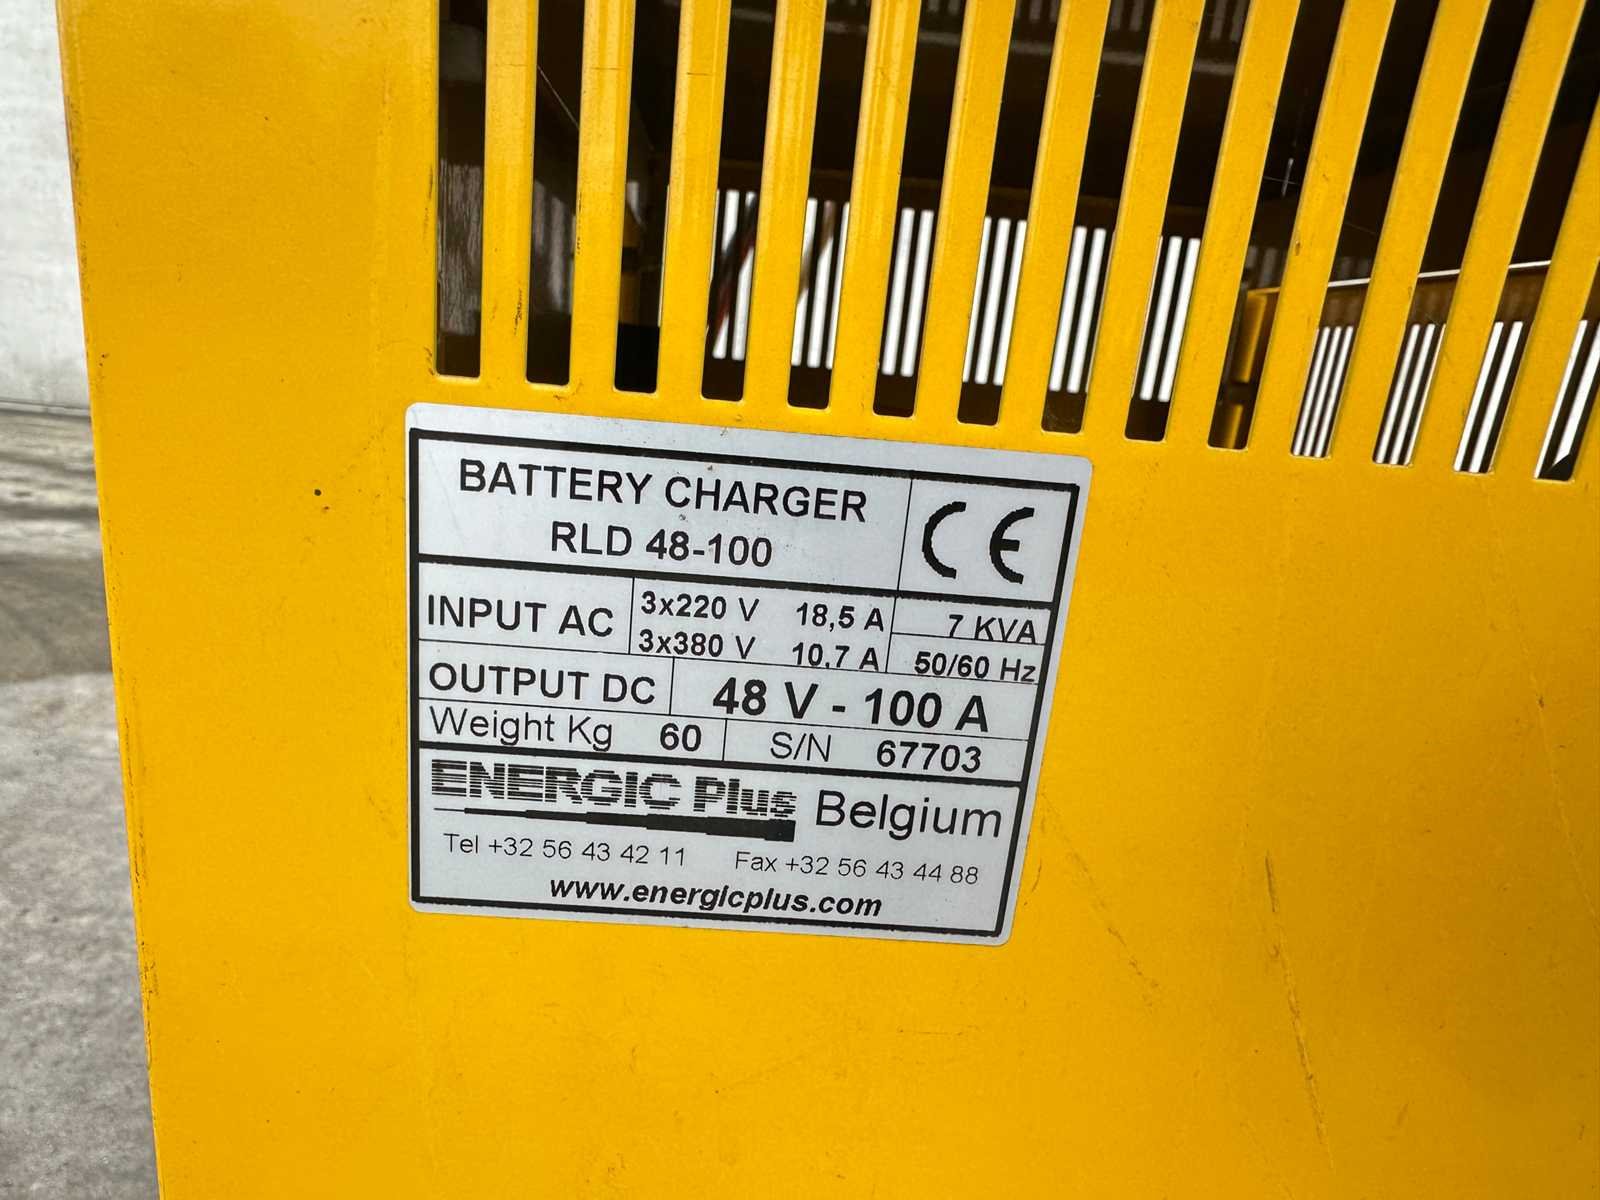 BATTERY CHARGER
RLD 48-100
CE
INPUT AC
3x220 V 18,5 A
3x380 V 10,7 A
7 KVA
50/60 Hz
OUTPUT DC 48 V - 100 A
Weight Kg 60 S/N 67703
ENERGIC Plus Belgium
Tel +32 56 43 42 11 Fax +32 56 43 44 88
www.energicplus.com